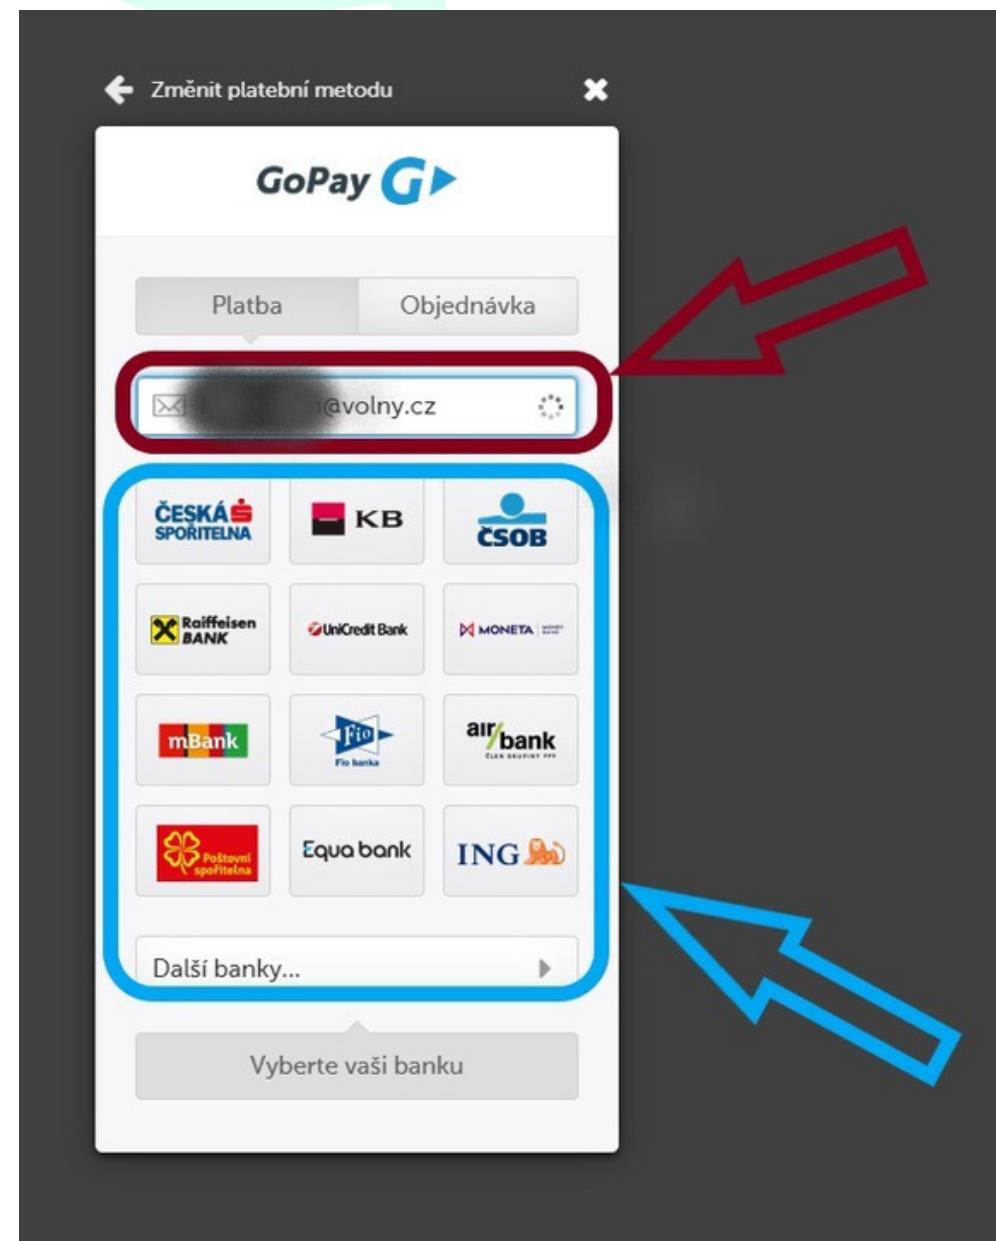 Změnit platební metodu
GoPay
Platba
Objednávka
@volny.cz
ČESKÁ
SPOŘITELNA
KB
ČSOB
Raiffeisen
BANK
UniCredit Bank
MONETA
mBank
Fio
Fio banka
air bank
Poštovní
spořitelna
Equa bank
ING
Další banky...
Vyberte vaši banku